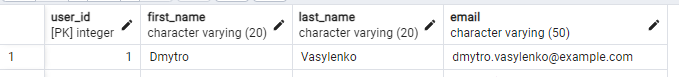 user_id first_name last_name email
[PK] integer character varying (20) character varying (20) character varying (50)
1 1 Dmytro Vasylenko dmytro.vasylenko@example.com